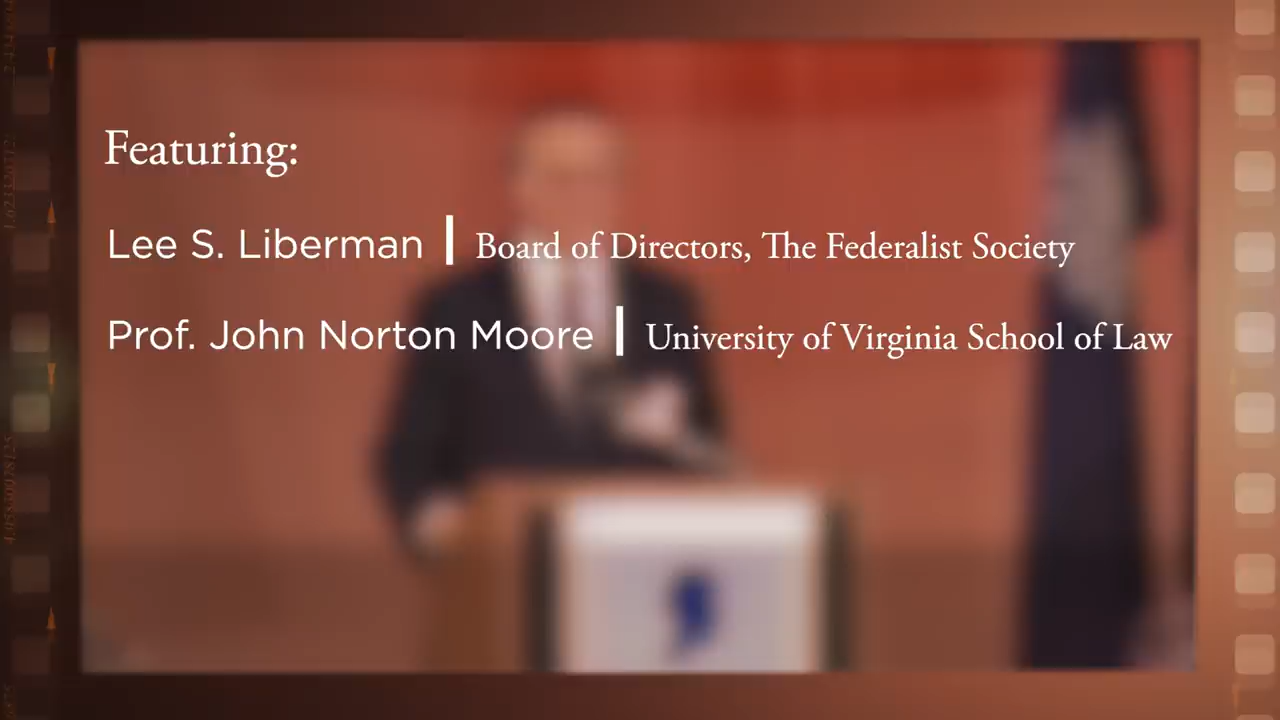 Featuring:
Lee S. Liberman | Board of Directors, The Federalist Society
Prof. John Norton Moore | University of Virginia School of Law